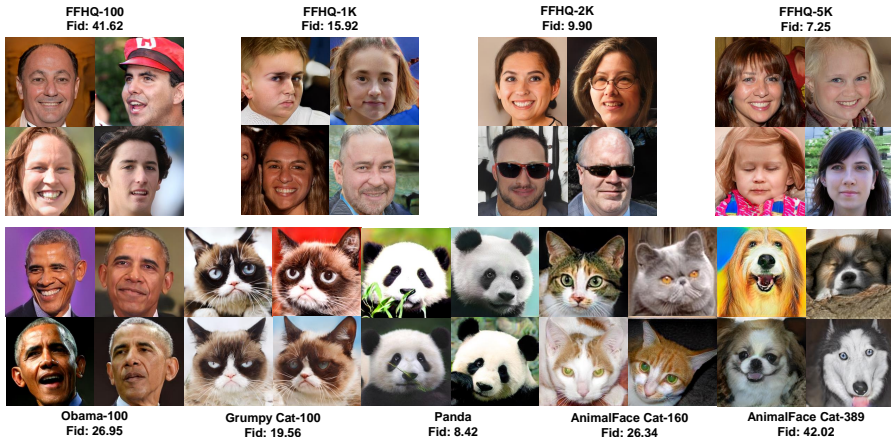 FFHQ-100
Fid: 41.62
FFHQ-1K
Fid: 15.92
FFHQ-2K
Fid: 9.90
FFHQ-5K
Fid: 7.25
Obama-100
Fid: 26.95
Grumpy Cat-100
Fid: 19.56
Panda
Fid: 8.42
AnimalFace Cat-160
Fid: 26.34
AnimalFace Cat-389
Fid: 42.02